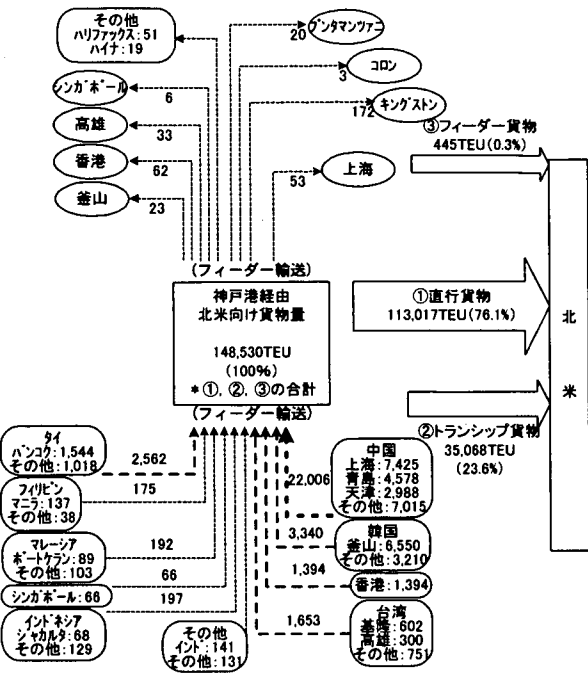 その他
ハリファックス:51
ハイナ:19
20
プンタマンツァニ
3
コロン
172
キングストン
シンガポール
6
高雄
33
香港
62
釜山
23
53
上海
③フィーダー貨物
445TEU(0.3%)
(フィーダー輸送)
神戸港経由
北米向け貨物量
148,530TEU
(100%)
*①,②,③の合計
(フィーダー輸送)
①直行貨物
113,017TEU(76.1%)
北
米
②トランシップ貨物
35,068TEU
(23.6%)
タイ
バンコク:1,544
その他:1,018
2,562
フィリピン
マニラ:137
その他:38
175
マレーシア
ポートケラン:89
その他:103
192
シンガポール:66
66
インドネシア
ジャカルタ:68
その他:129
197
その他
インド:141
その他:131
中国
上海:7,425
青島:4,578
天津:2,988
その他:7,015
22,006
韓国
釜山:6,550
その他:3,210
3,340
香港:1,394
1,394
台湾
基隆:602
高雄:300
その他:751
1,653